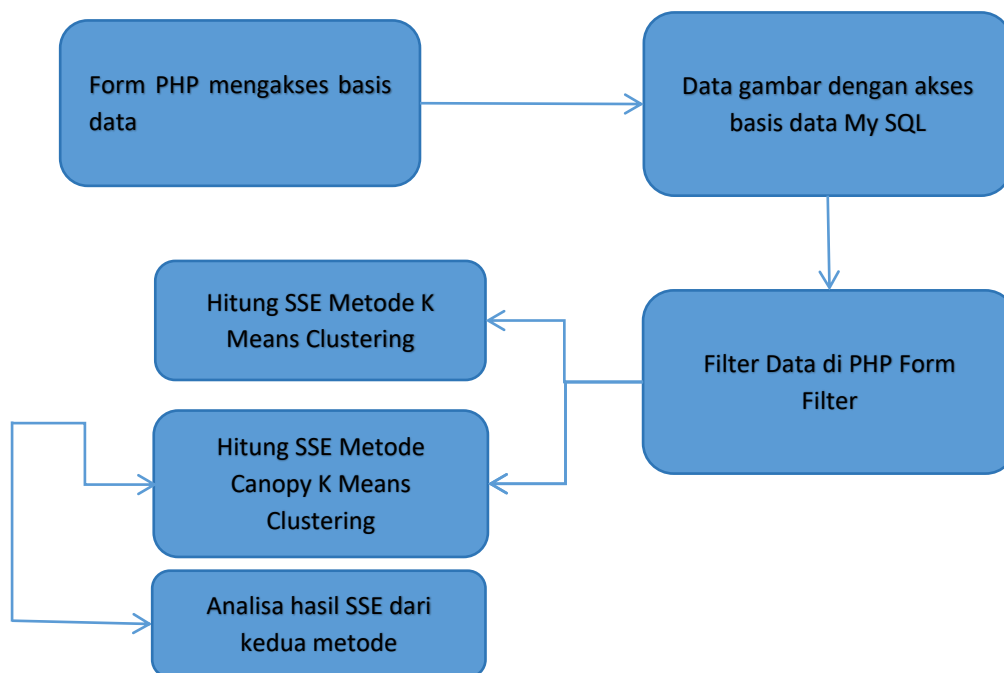 Form PHP mengakses basis
data
Data gambar dengan akses
basis data My SQL
Filter Data di PHP Form
Filter
Hitung SSE Metode K
Means Clustering
Hitung SSE Metode
Canopy K Means
Clustering
Analisa hasil SSE dari
kedua metode